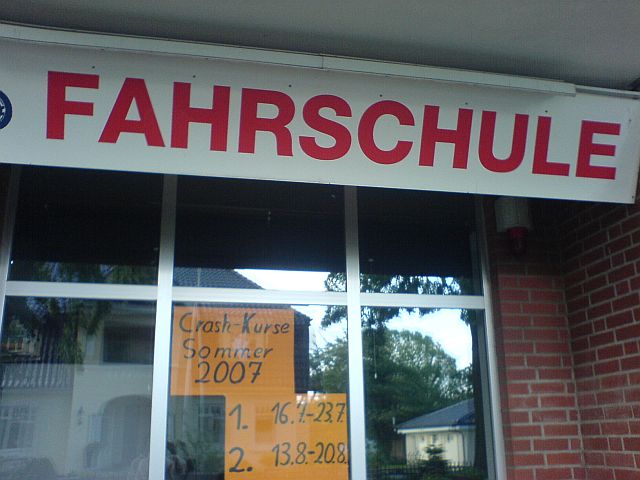 FAHRSCHULE
Crash-Kurse
Sommer
2007
1. 16.7.-23.7
2. 13.8.-20.8.